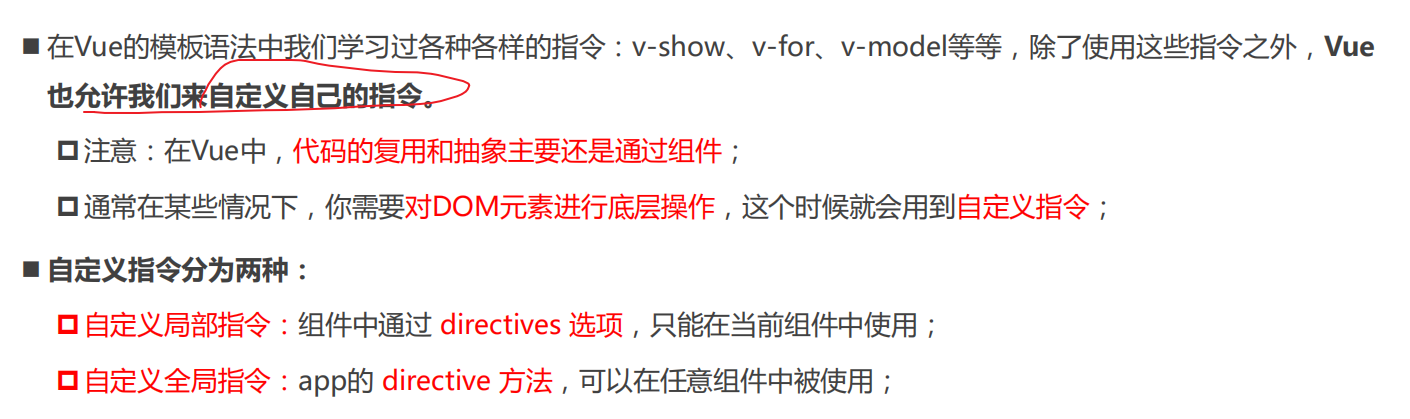 在Vue的模板语法中我们学习过各种各样的指令：v-show、v-for、v-model等等，除了使用这些指令之外，Vue
也允许我们来自定义自己的指令。
注意：在Vue中，代码的复用和抽象主要还是通过组件；
通常在某些情况下，你需要对DOM元素进行底层操作，这个时候就会用到自定义指令；
自定义指令分为两种：
自定义局部指令：组件中通过 directives 选项，只能在当前组件中使用；
自定义全局指令：app的 directive 方法，可以在任意组件中被使用；